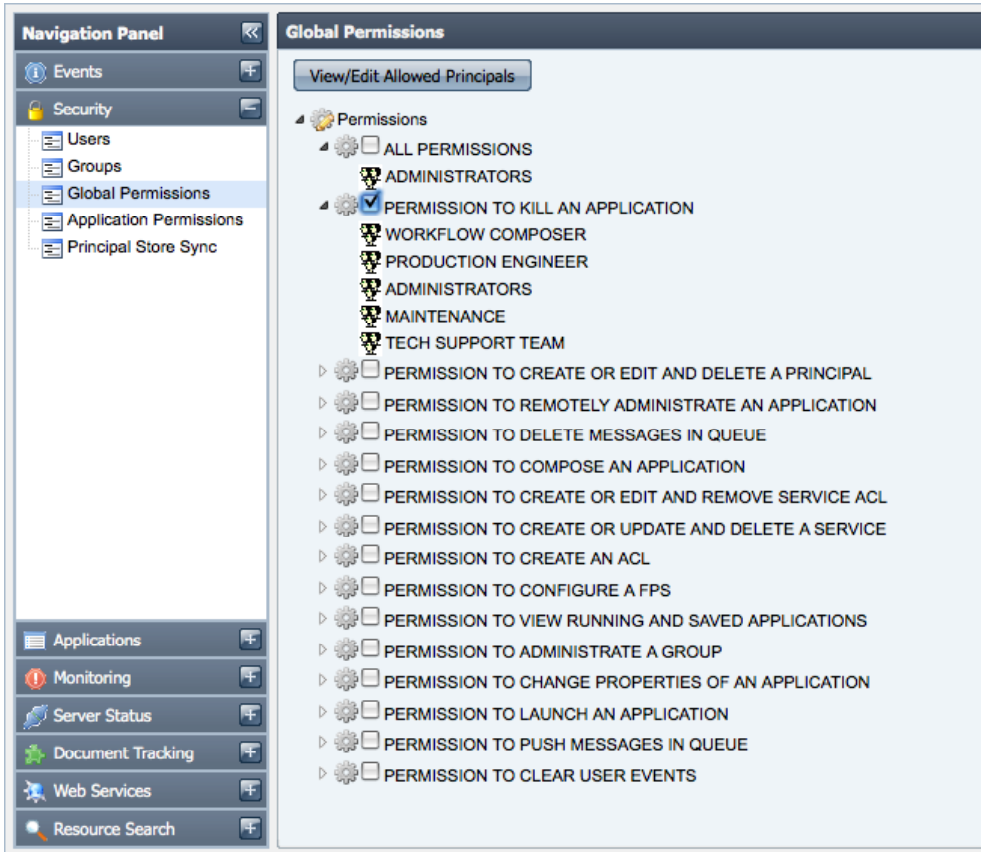 Navigation Panel
Events
Security
Users
Groups
Global Permissions
Application Permissions
Principal Store Sync
Applications
Monitoring
Server Status
Document Tracking
Web Services
Resource Search
Global Permissions
View/Edit Allowed Principals
Permissions
ALL PERMISSIONS
ADMINISTRATORS
PERMISSION TO KILL AN APPLICATION
WORKFLOW COMPOSER
PRODUCTION ENGINEER
ADMINISTRATORS
MAINTENANCE
TECH SUPPORT TEAM
PERMISSION TO CREATE OR EDIT AND DELETE A PRINCIPAL
PERMISSION TO REMOTELY ADMINISTRATE AN APPLICATION
PERMISSION TO DELETE MESSAGES IN QUEUE
PERMISSION TO COMPOSE AN APPLICATION
PERMISSION TO CREATE OR EDIT AND REMOVE SERVICE ACL
PERMISSION TO CREATE OR UPDATE AND DELETE A SERVICE
PERMISSION TO CREATE AN ACL
PERMISSION TO CONFIGURE A FPS
PERMISSION TO VIEW RUNNING AND SAVED APPLICATIONS
PERMISSION TO ADMINISTRATE A GROUP
PERMISSION TO CHANGE PROPERTIES OF AN APPLICATION
PERMISSION TO LAUNCH AN APPLICATION
PERMISSION TO PUSH MESSAGES IN QUEUE
PERMISSION TO CLEAR USER EVENTS